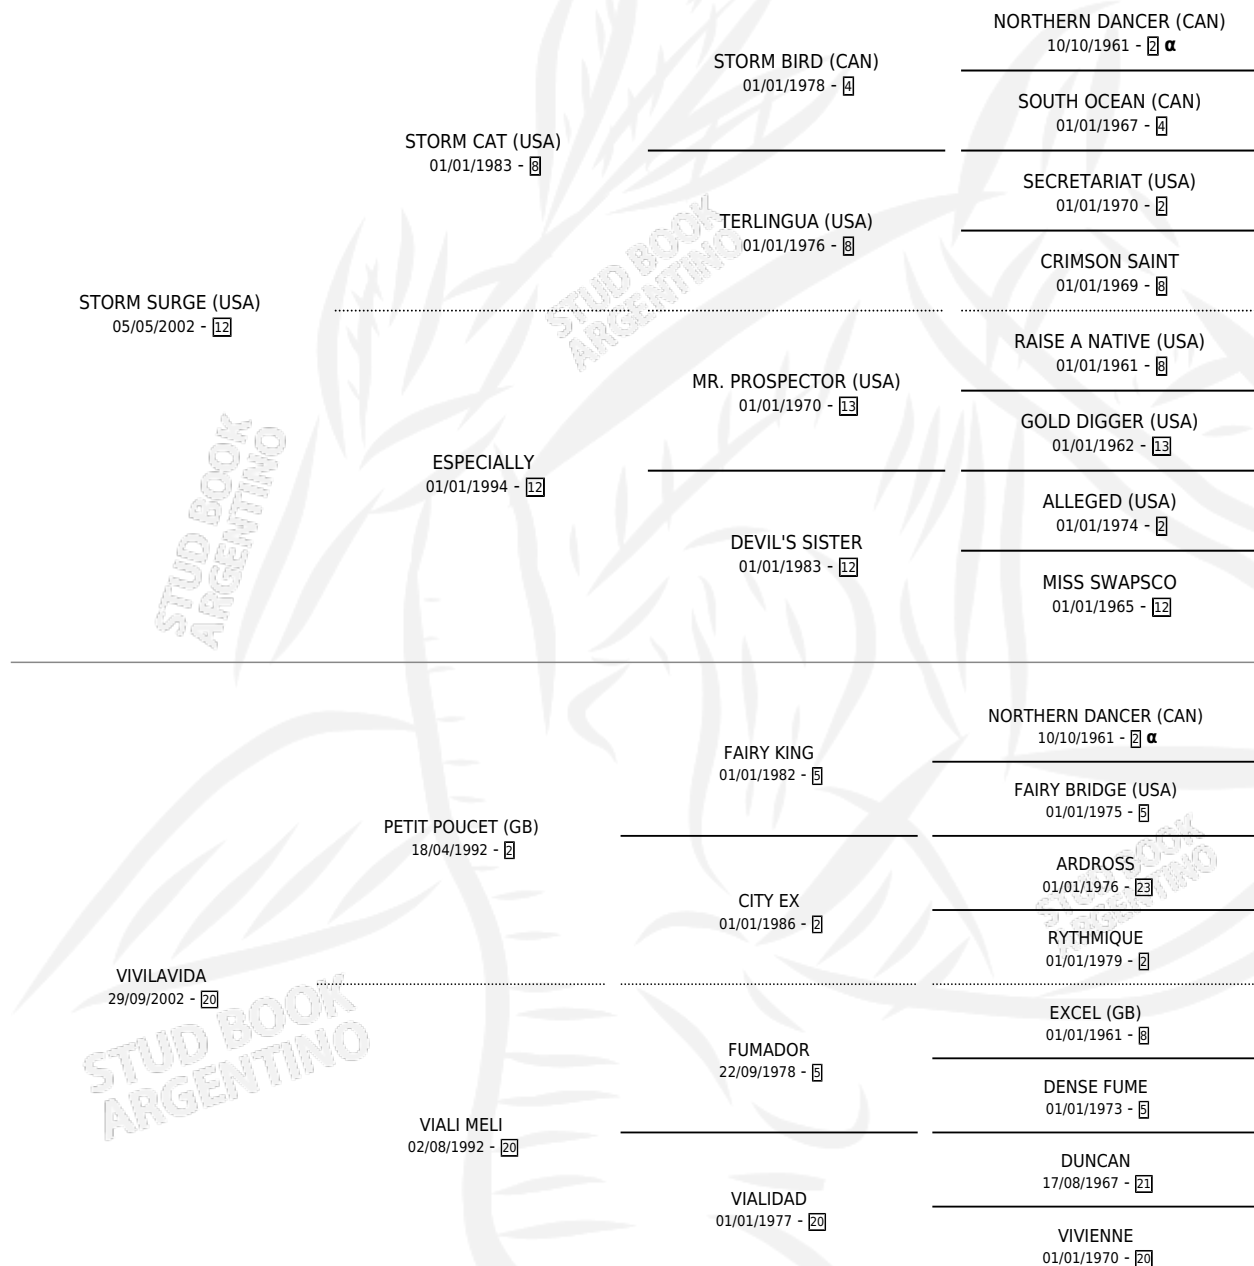 NORTHERN DANCER (CAN)
10/10/1961 - 2 α
STORM BIRD (CAN)
01/01/1978 - 4
SOUTH OCEAN (CAN)
01/01/1967 - 4
STORM CAT (USA)
01/01/1983 - 8
SECRETARIAT (USA)
01/01/1970 - 2
TERLINGUA (USA)
01/01/1976 - 8
CRIMSON SAINT
01/01/1969 - 8
STORM SURGE (USA)
05/05/2002 - 12
RAISE A NATIVE (USA)
01/01/1961 - 8
MR. PROSPECTOR (USA)
01/01/1970 - 13
GOLD DIGGER (USA)
01/01/1962 - 13
ESPECIALLY
01/01/1994 - 12
ALLEGED (USA)
01/01/1974 - 2
DEVIL'S SISTER
01/01/1983 - 12
MISS SWAPSCO
01/01/1965 - 12
NORTHERN DANCER (CAN)
10/10/1961 - 2 α
FAIRY KING
01/01/1982 - 5
FAIRY BRIDGE (USA)
01/01/1975 - 5
PETIT POUCET (GB)
18/04/1992 - 2
ARDROSS
01/01/1976 - 23
CITY EX
01/01/1986 - 2
RYTHMIQUE
01/01/1979 - 2
VIVILAVIDA
29/09/2002 - 20
EXCEL (GB)
01/01/1961 - 8
FUMADOR
22/09/1978 - 5
DENSE FUME
01/01/1973 - 5
VIALI MELI
02/08/1992 - 20
DUNCAN
17/08/1967 - 21
VIALIDAD
01/01/1977 - 20
VIVIENNE
01/01/1970 - 20
STUD BOOK
ARGENTINO
STUD BOOK
ARGENTINO
STUD BOOK
ARGENTINO
STUD BOOK
ARGENTINO